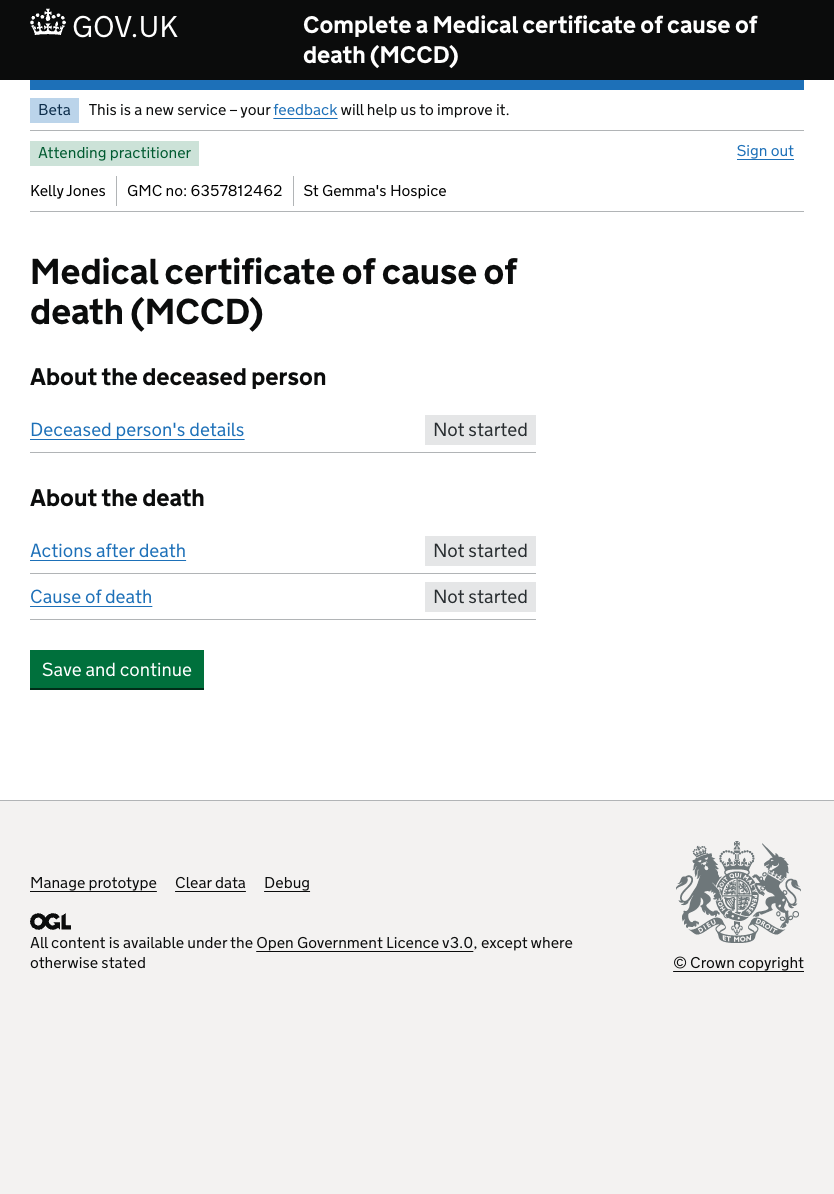 GOV.UK
Complete a Medical certificate of cause of
death (MCCD)
Beta This is a new service – your feedback will help us to improve it.
Attending practitioner
Sign out
Kelly Jones GMC no: 6357812462 St Gemma's Hospice
Medical certificate of cause of
death (MCCD)
About the deceased person
Deceased person's details Not started
About the death
Actions after death Not started
Cause of death Not started
Save and continue
Manage prototype Clear data Debug
OGL
All content is available under the Open Government Licence v3.0, except where
otherwise stated
DIEU ET MON DROIT
© Crown copyright